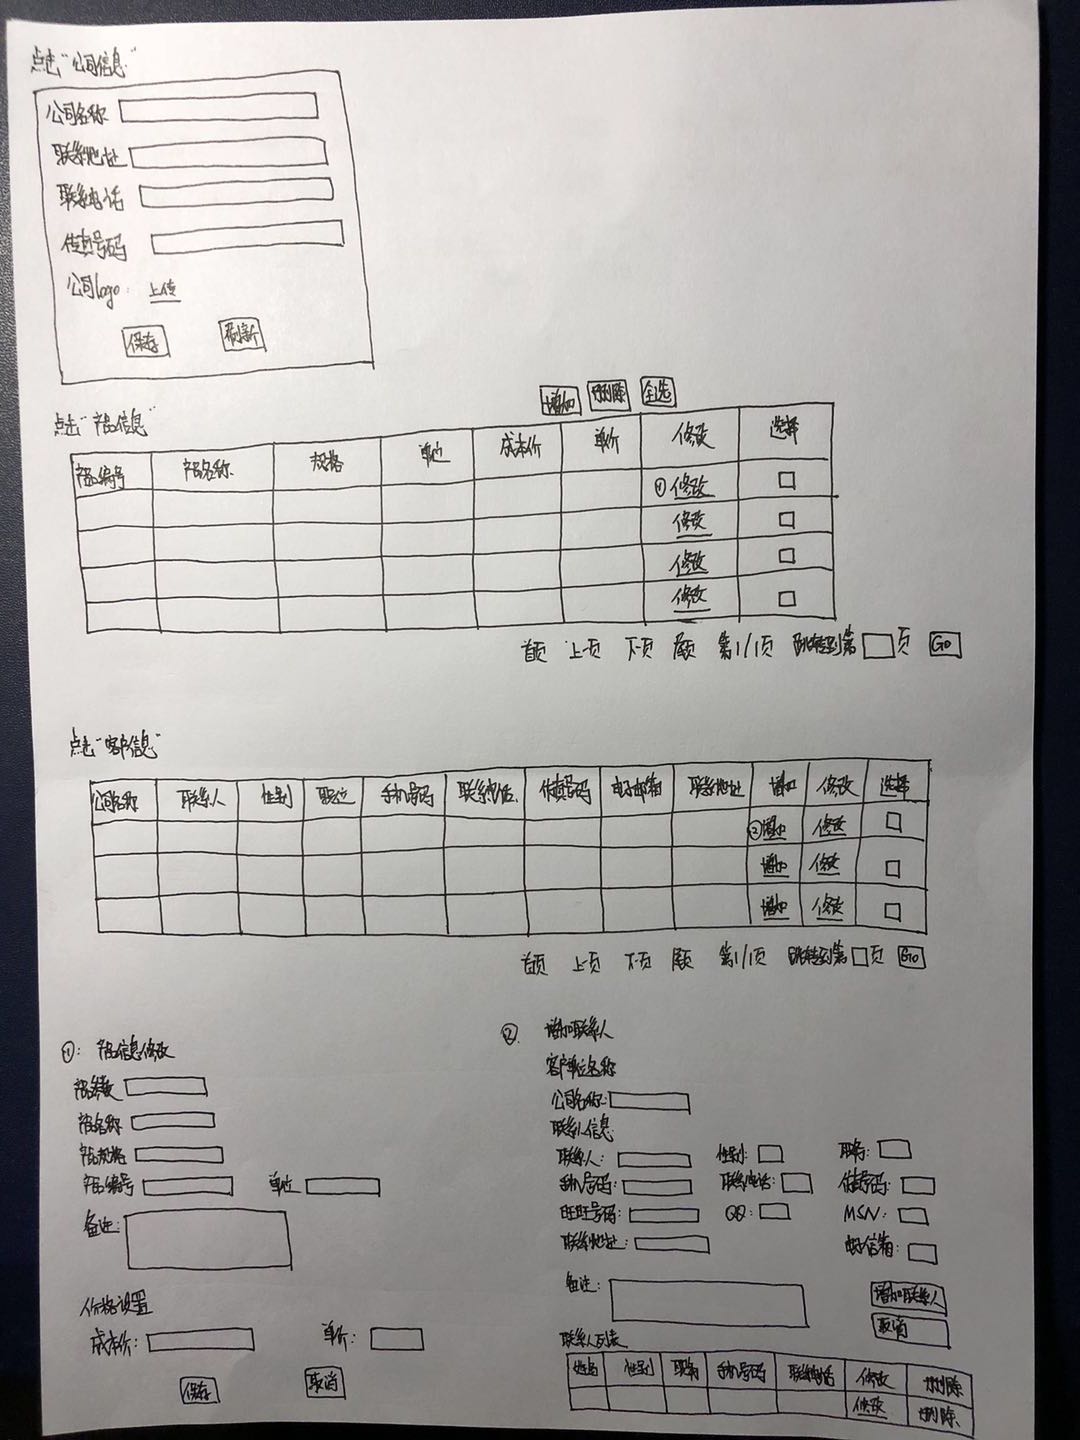 点击“公司信息”
公司名称
联系地址
联系电话
传真号码
公司logo: 上传
保存 刷新
增加 删除 全选
点击“产品信息”
产品编号 产品名称 规格 单位 成本价 单价 修改 选择
① 修改
修改
修改
修改
首页 上一页 下一页 尾页 第1/1页 跳转到第 页 Go
点击“客户信息”
公司名称 联系人 性别 职位 手机号码 联系电话 传真号码 电子邮箱 联系地址 增加 修改 选择
② 增加 修改
增加 修改
增加 修改
首页 上一页 下一页 尾页 第1/1页 跳转到第 页 Go
①: 产品信息修改
产品名称
产品规格
产品编号 单位
备注:
价格设置
成本价: 单价:
保存 取消
② 增加联系人
客户单位名称
公司名称:
联系人信息
联系人: 性别: 职务:
手机号码: 联系电话: 传真号码:
旺旺号码: QQ: MSN:
联系地址: 电子信箱:
备注:
增加联系人
取消
联系人列表
姓名 性别 职务 手机号码 联系电话 修改 删除
修改 删除